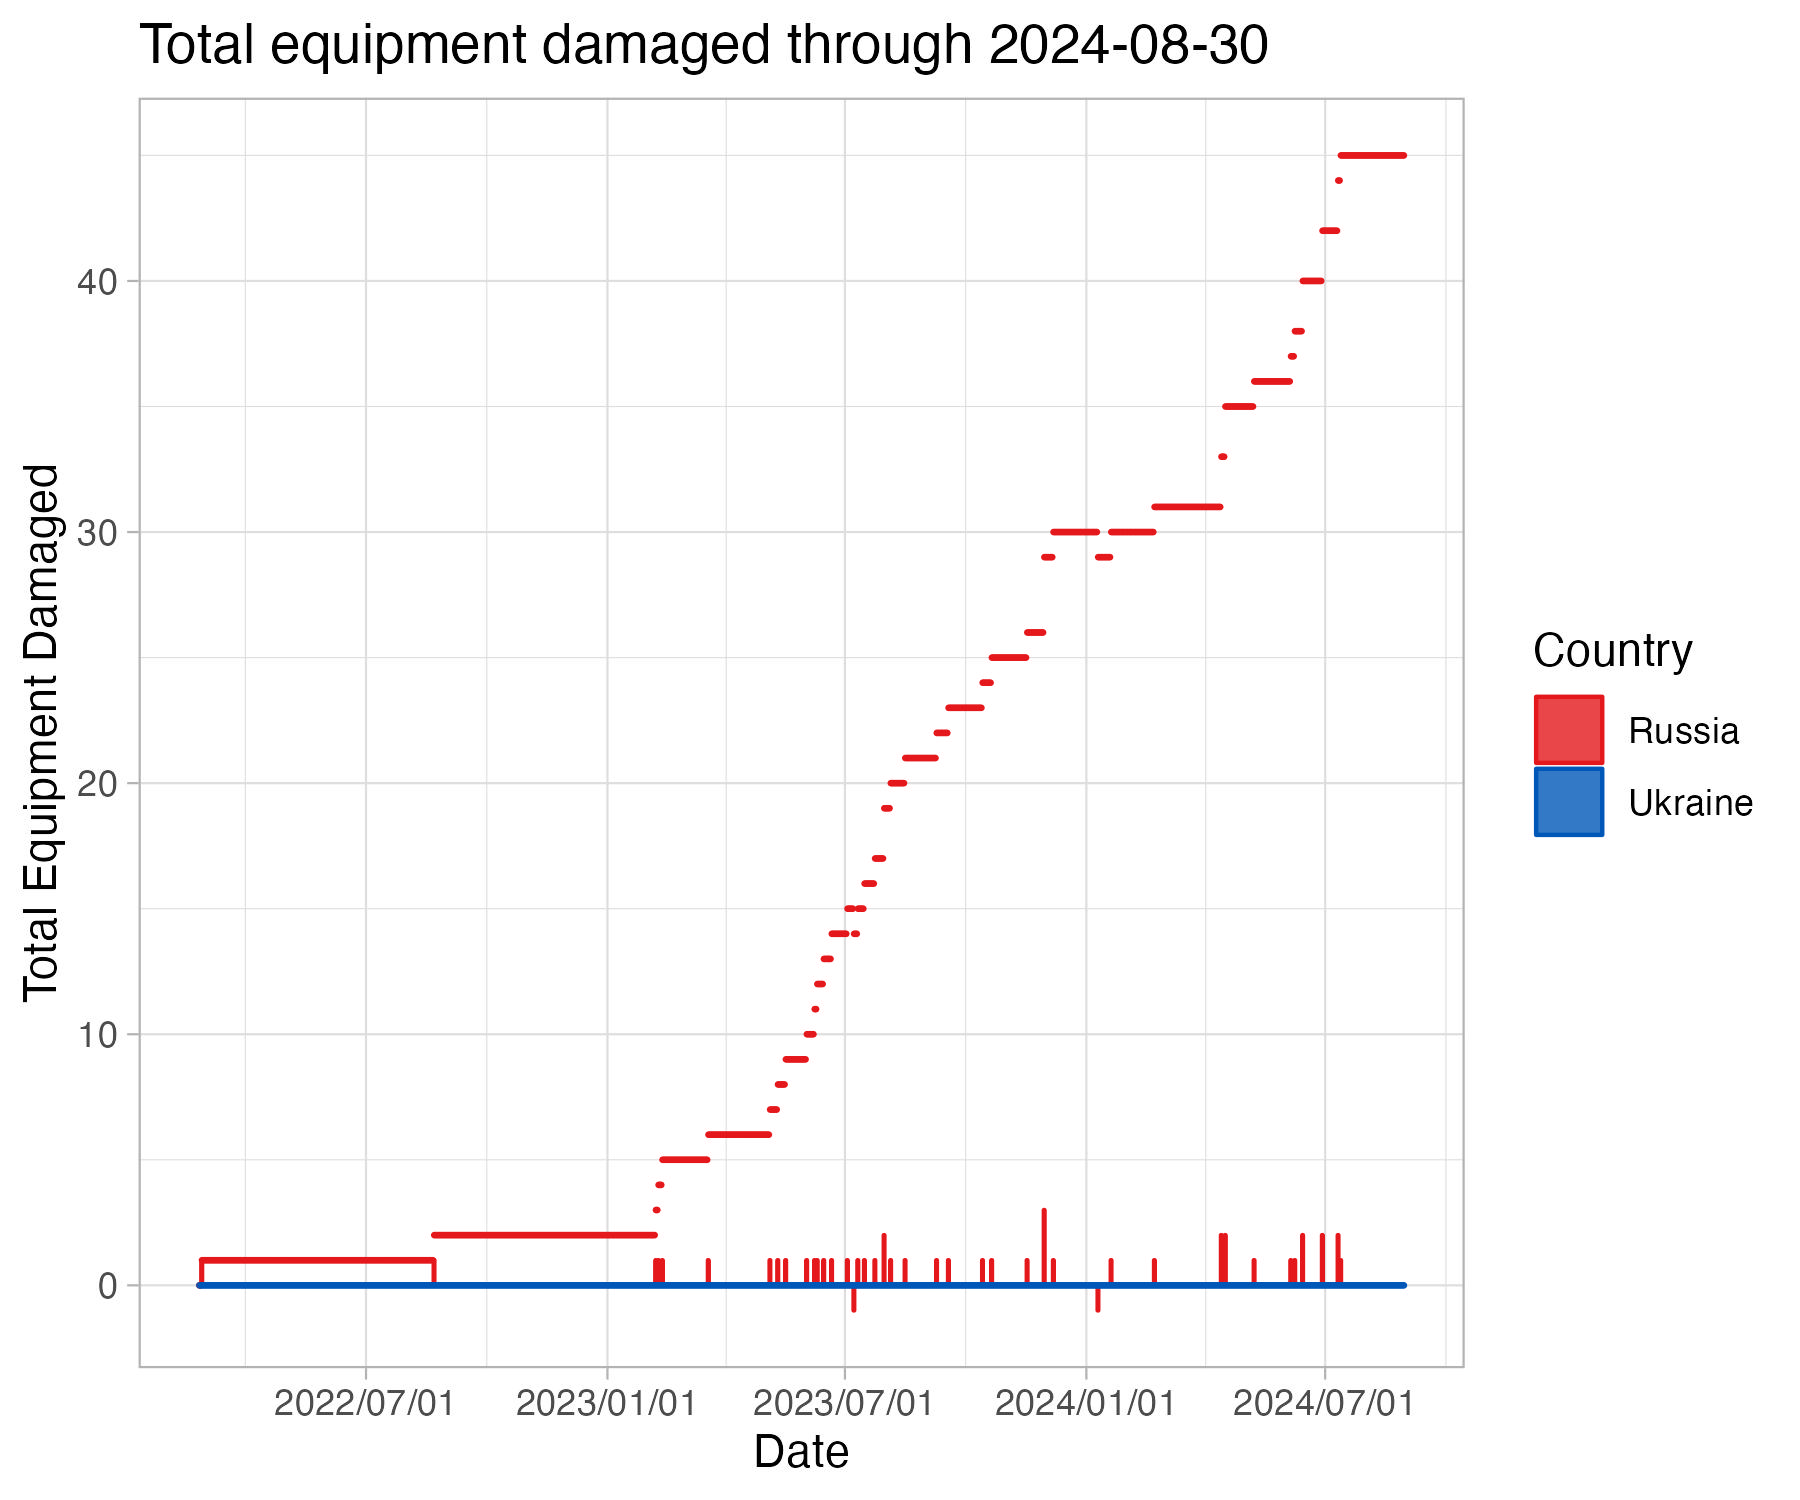 Total equipment damaged through 2024-08-30
Total Equipment Damaged
40
30
20
10
0
2022/07/01
2023/01/01
2023/07/01
2024/01/01
2024/07/01
Date
Country
Russia
Ukraine